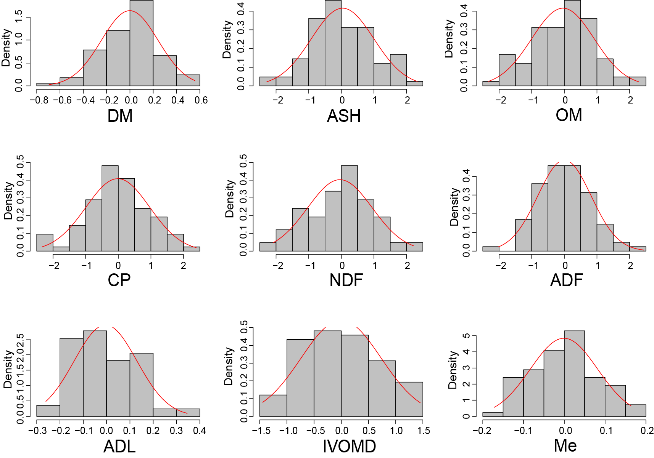 Density
0.0 0.5 1.0 1.5
−0.8 −0.6 −0.4 −0.2 0.0 0.2 0.4 0.6
DM
Density
0.0 0.1 0.2 0.3 0.4
−2 −1 0 1 2
ASH
Density
0.0 0.1 0.2 0.3 0.4
−2 −1 0 1 2
OM
Density
0.0 0.1 0.2 0.3 0.4 0.5
−2 −1 0 1 2
CP
Density
0.0 0.1 0.2 0.3 0.4 0.5
−2 −1 0 1 2
NDF
Density
0.0 0.1 0.2 0.3 0.4
−2 −1 0 1 2
ADF
Density
0.0 0.5 1.0 1.5 2.0 2.5
−0.3 −0.2 −0.1 0.0 0.1 0.2 0.3 0.4
ADL
Density
0.0 0.1 0.2 0.3 0.4 0.5
−1.5 −1.0 −0.5 0.0 0.5 1.0 1.5
IVOMD
Density
0 1 2 3 4 5
−0.2 −0.1 0.0 0.1 0.2
Me